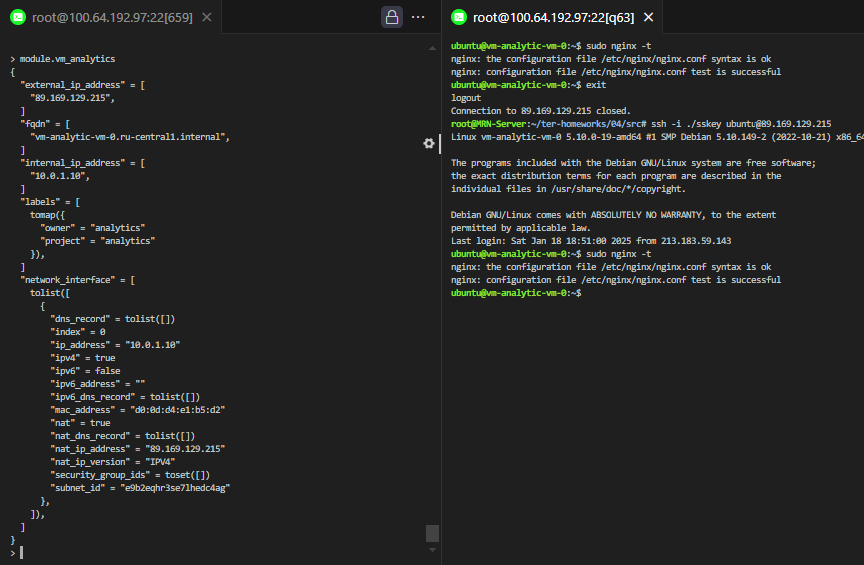 root@100.64.192.97:22[659]
> module.vm_analytics
{
  "external_ip_address" = [
    "89.169.129.215",
  ]
  "fqdn" = [
    "vm-analytic-vm-0.ru-central1.internal",
  ]
  "internal_ip_address" = [
    "10.0.1.10",
  ]
  "labels" = [
    tomap({
      "owner" = "analytics"
      "project" = "analytics"
    }),
  ]
  "network_interface" = [
    tolist([
      {
        "dns_record" = tolist([])
        "index" = 0
        "ip_address" = "10.0.1.10"
        "ipv4" = true
        "ipv6" = false
        "ipv6_address" = ""
        "ipv6_dns_record" = tolist([])
        "mac_address" = "d0:0d:d4:e1:b5:d2"
        "nat" = true
        "nat_dns_record" = tolist([])
        "nat_ip_address" = "89.169.129.215"
        "nat_ip_version" = "IPV4"
        "security_group_ids" = toset([])
        "subnet_id" = "e9b2eqhr3se7lhedc4ag"
      },
    ]),
  ]
}
>
root@100.64.192.97:22[q63]
ubuntu@vm-analytic-vm-0:~$ sudo nginx -t
nginx: the configuration file /etc/nginx/nginx.conf syntax is ok
nginx: configuration file /etc/nginx/nginx.conf test is successful
ubuntu@vm-analytic-vm-0:~$ exit
logout
Connection to 89.169.129.215 closed.
root@MRN-Server:~/ter-homeworks/04/src# ssh -i ./sskey ubuntu@89.169.129.215
Linux vm-analytic-vm-0 5.10.0-19-amd64 #1 SMP Debian 5.10.149-2 (2022-10-21) x86_64
The programs included with the Debian GNU/Linux system are free software;
the exact distribution terms for each program are described in the
individual files in /usr/share/doc/*/copyright.
Debian GNU/Linux comes with ABSOLUTELY NO WARRANTY, to the extent
permitted by applicable law.
Last login: Sat Jan 18 18:51:00 2025 from 213.183.59.143
ubuntu@vm-analytic-vm-0:~$ sudo nginx -t
nginx: the configuration file /etc/nginx/nginx.conf syntax is ok
nginx: configuration file /etc/nginx/nginx.conf test is successful
ubuntu@vm-analytic-vm-0:~$